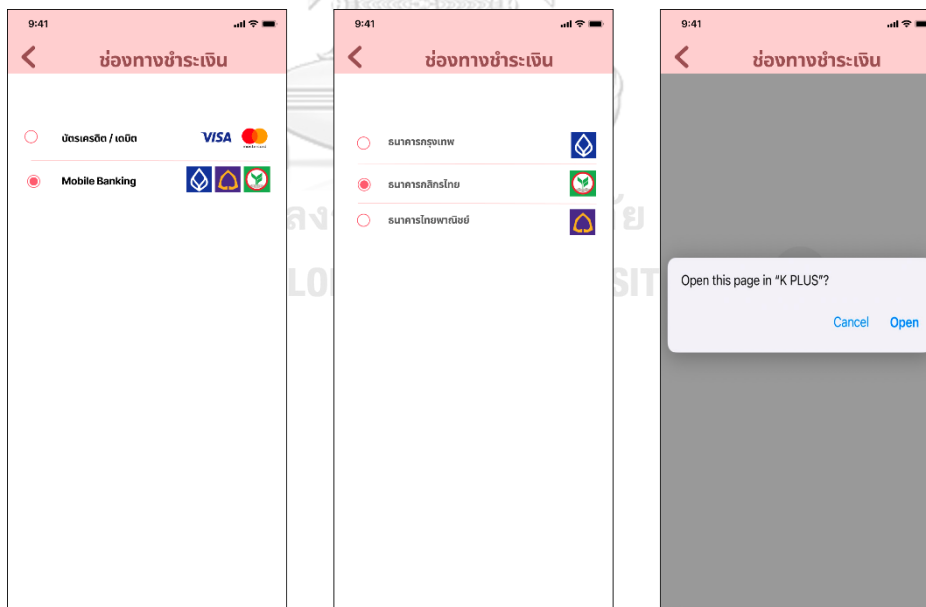 9:41
ช่องทางชำระเงิน
บัตรเครดิต / เดบิต
VISA
Mobile Banking
9:41
ช่องทางชำระเงิน
ธนาคารกรุงเทพ
ธนาคารกสิกรไทย
ธนาคารไทยพาณิชย์
9:41
ช่องทางชำระเงิน
Open this page in “K PLUS”?
Cancel Open
ลง
ัย
LO
SIT